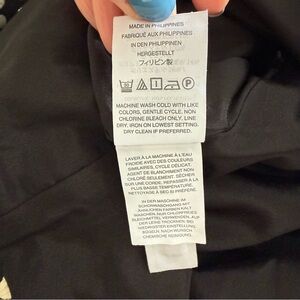 MADE IN PHILIPPINES
FABRIQUÉ AUX PHILIPPINES
IN DEN PHILIPPINEN
HERGESTELLT
フィリピン製
MACHINE WASH COLD WITH LIKE
COLORS, GENTLE CYCLE, NON
CHLORINE BLEACH ONLY, LINE
DRY, IRON ON LOWEST SETTING,
DRY CLEAN IF PREFERRED.
LAVER À LA MACHINE À L'EAU
FROIDE AVEC DES COULEURS
SIMILAIRES, CYCLE DÉLICAT.
AGENT DE BLANCHIMENT NON
CHLORÉ SEULEMENT. SÉCHER
SUR UNE CORDE. REPASSER À LA
PLUS BASSE TEMPÉRATURE.
NETTOYAGE À SEC SI PRÉFÉRÉ.
IN DER MASCHINE IM
SCHONWASCHGANG MIT
ÄHNLICHEN FARBEN KALT
WASCHEN, NUR CHLORFREIES
BLEICHMITTEL VERWENDEN, AUF
DER LEINE TROCKNEN, BEI
NIEDRIGSTER EINSTELLUNG
BÜGELN, NACH WUNSCH
CHEMISCHE REINIGUNG.